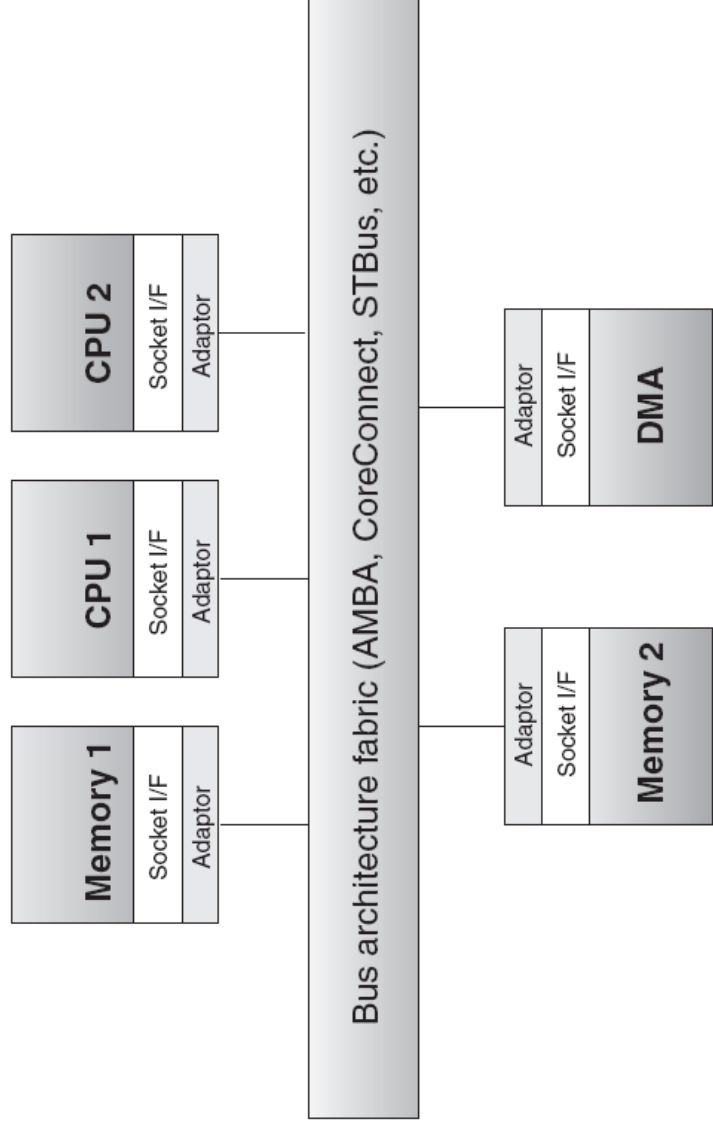 Memory 1
Socket I/F
Adaptor
CPU 1
Socket I/F
Adaptor
CPU 2
Socket I/F
Adaptor
Bus architecture fabric (AMBA, CoreConnect, STBus, etc.)
Adaptor
Socket I/F
Memory 2
Adaptor
Socket I/F
DMA